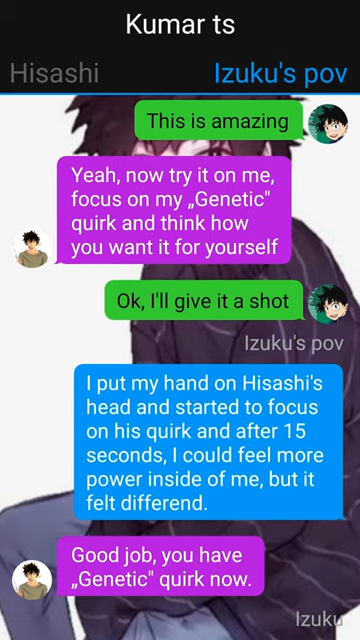 Kumar ts
Hisashi
Izuku's pov
This is amazing
Yeah, now try it on me,
focus on my „Genetic"
quirk and think how
you want it for yourself
Ok, I'll give it a shot
Izuku's pov
I put my hand on Hisashi's
head and started to focus
on his quirk and after 15
seconds, I could feel more
power inside of me, but it
felt differend.
Good job, you have
„Genetic" quirk now.
Izuku